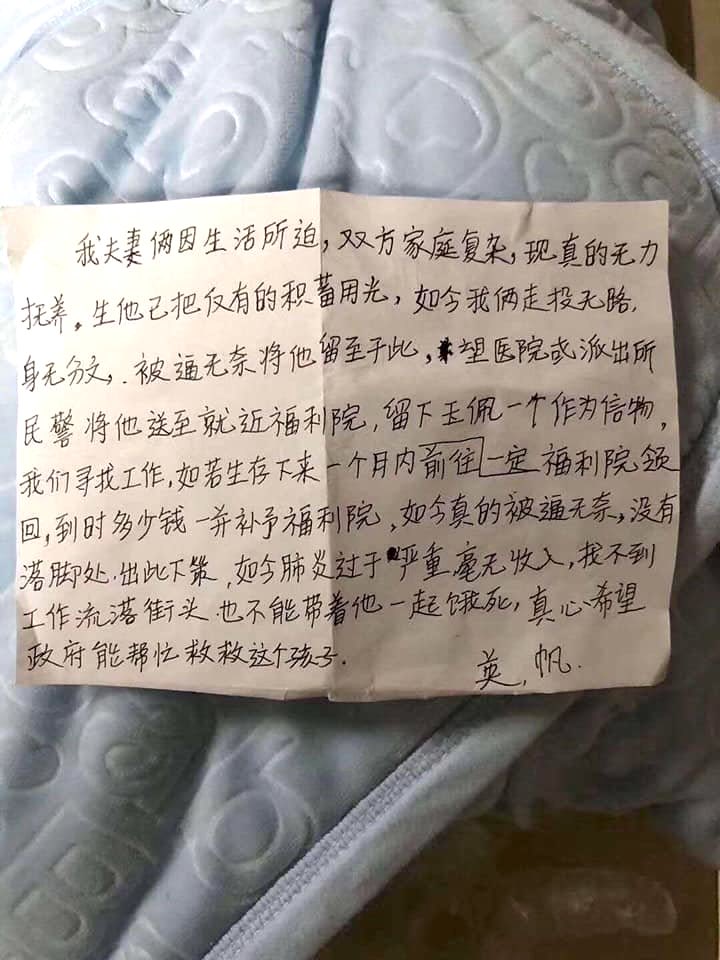 我夫妻俩因生活所迫，双方家庭复杂，现真的无力
抚养。生他已把仅有的积蓄用光，如今我俩走投无路，
身无分文，被逼无奈将他留至于此，望医院或派出所
民警将他送至就近福利院，留下玉佩一个作为信物，
我们寻找工作，如若生存下来一个月内前往一定福利院领
回，到时多少钱一并补予福利院，如今真的被逼无奈，没有
落脚处.出此下策，如今肺炎过于严重，毫无收入，找不到
工作流落街头.也不能带着他一起饿死，真心希望
政府能帮忙救救这个孩子.
英，帆.